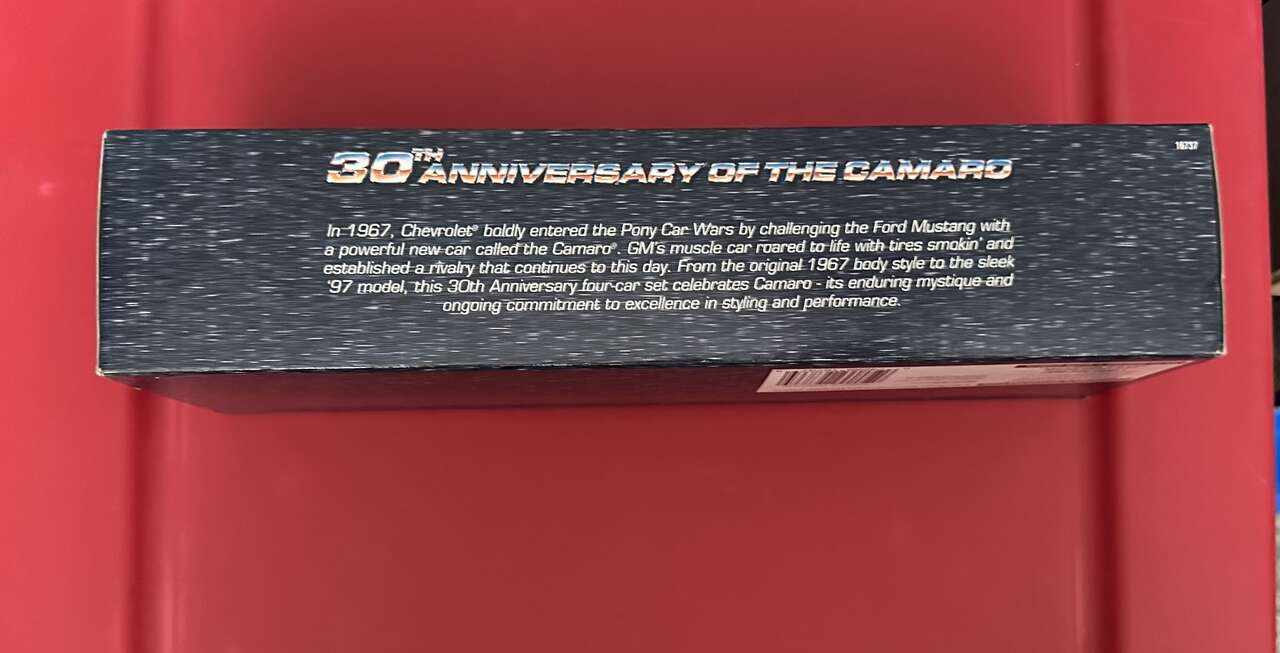 16737
30TH ANNIVERSARY OF THE CAMARO
In 1967, Chevrolet® boldly entered the Pony Car Wars by challenging the Ford Mustang with
a powerful new car called the Camaro®. GM's muscle car roared to life with tires smokin' and
established a rivalry that continues to this day. From the original 1967 body style to the sleek
'97 model, this 30th Anniversary four-car set celebrates Camaro - its enduring mystique and
ongoing commitment to excellence in styling and performance.